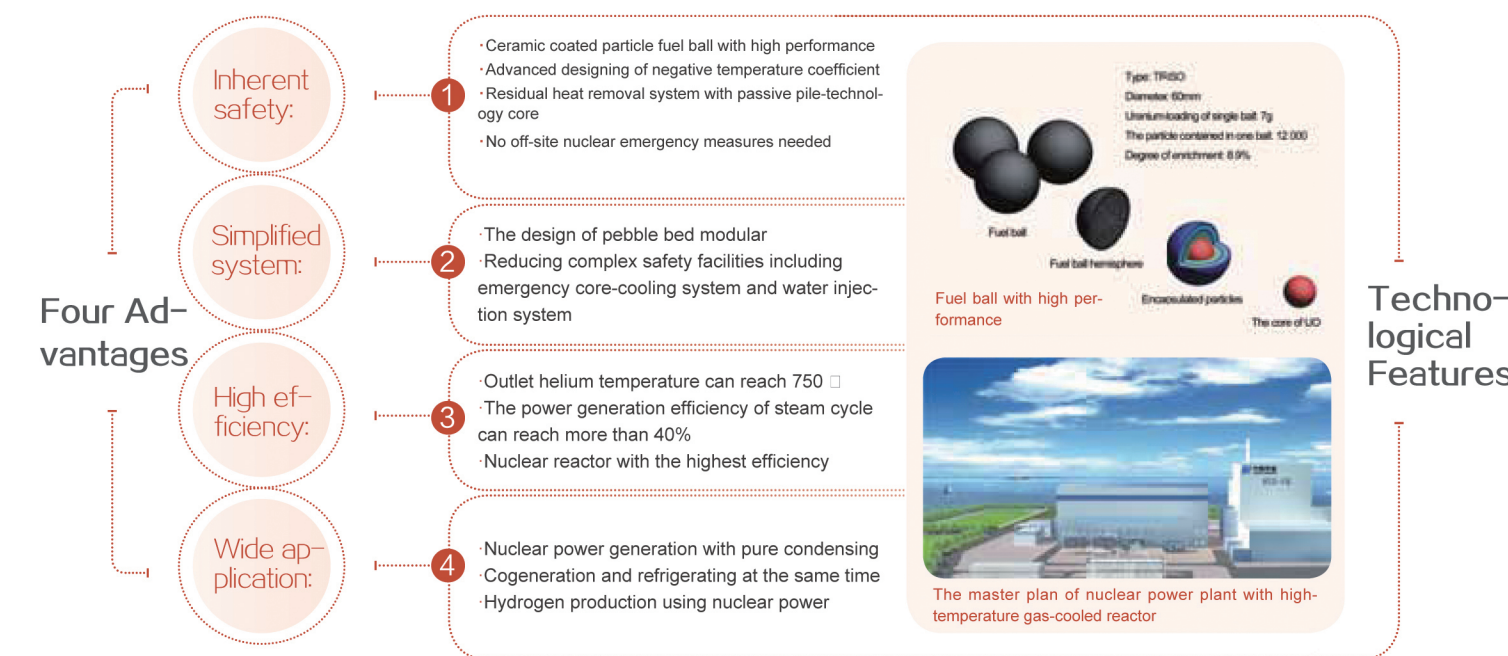 Four Ad-
vantages
Inherent
safety:
1
·Ceramic coated particle fuel ball with high performance
·Advanced designing of negative temperature coefficient
·Residual heat removal system with passive pile-technol-
ogy core
·No off-site nuclear emergency measures needed
Simplified
system:
2
·The design of pebble bed modular
·Reducing complex safety facilities including
emergency core-cooling system and water injec-
tion system
High ef-
ficiency:
3
·Outlet helium temperature can reach 750 □
·The power generation efficiency of steam cycle
can reach more than 40%
·Nuclear reactor with the highest efficiency
Wide ap-
plication:
4
·Nuclear power generation with pure condensing
·Cogeneration and refrigerating at the same time
·Hydrogen production using nuclear power
Type: TRISO
Diameter: 60mm
Uranium-loading of single ball: 7g
The particle contained in one ball: 12 000
Degree of enrichment: 8.9%
Fuel ball
Fuel ball hemisphere
Encapsulated particles
The core of UO
Fuel ball with high per-
formance
The master plan of nuclear power plant with high-
temperature gas-cooled reactor
Techno-
logical
Features